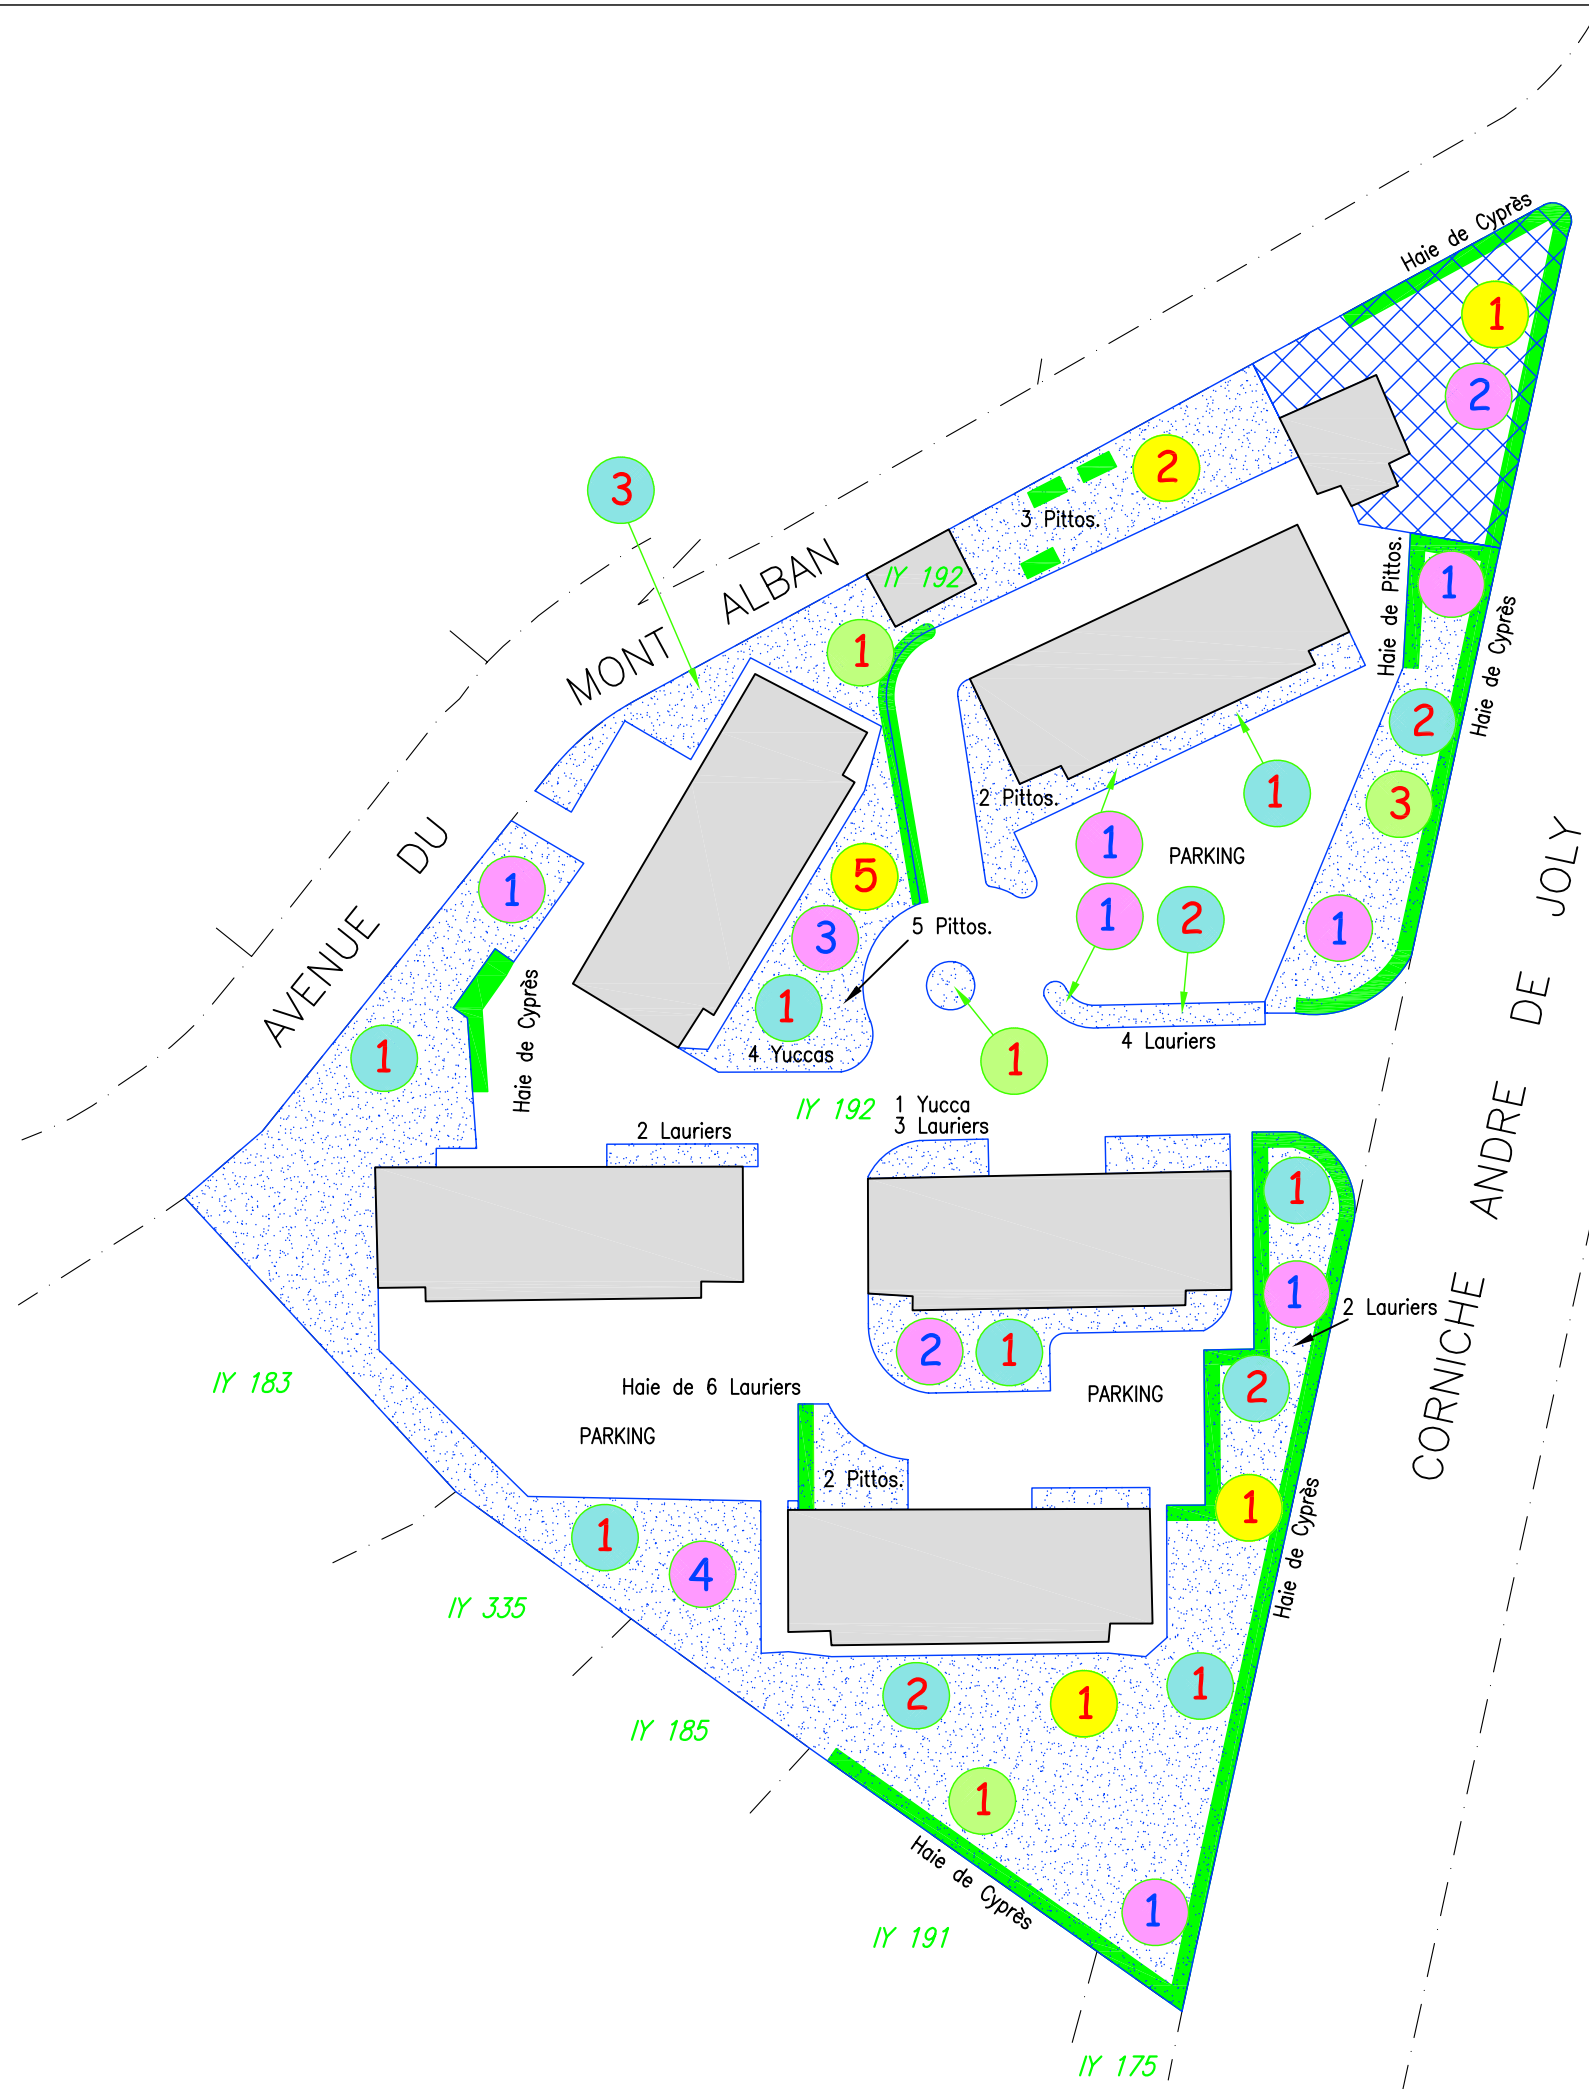 Haie de Cyprès
1
2
2
3
3 Pittos.
AVENUE DU MONT ALBAN
IY 192
1
Haie de Pittos.
1
Haie de Cyprès
2
3
1
2 Pittos.
1
1
PARKING
1
2
4 Lauriers
1
5
3
1
5 Pittos.
4 Yuccas
1
1
Haie de Cyprès
IY 192
1 Yucca
3 Lauriers
2 Lauriers
CORNICHE ANDRE DE JOLY
1
1
2 Lauriers
2
1
Haie de Cyprès
2
1
PARKING
IY 183
Haie de 6 Lauriers
PARKING
2 Pittos.
1
4
IY 335
IY 185
2
1
1
1
Haie de Cyprès
1
IY 191
IY 175